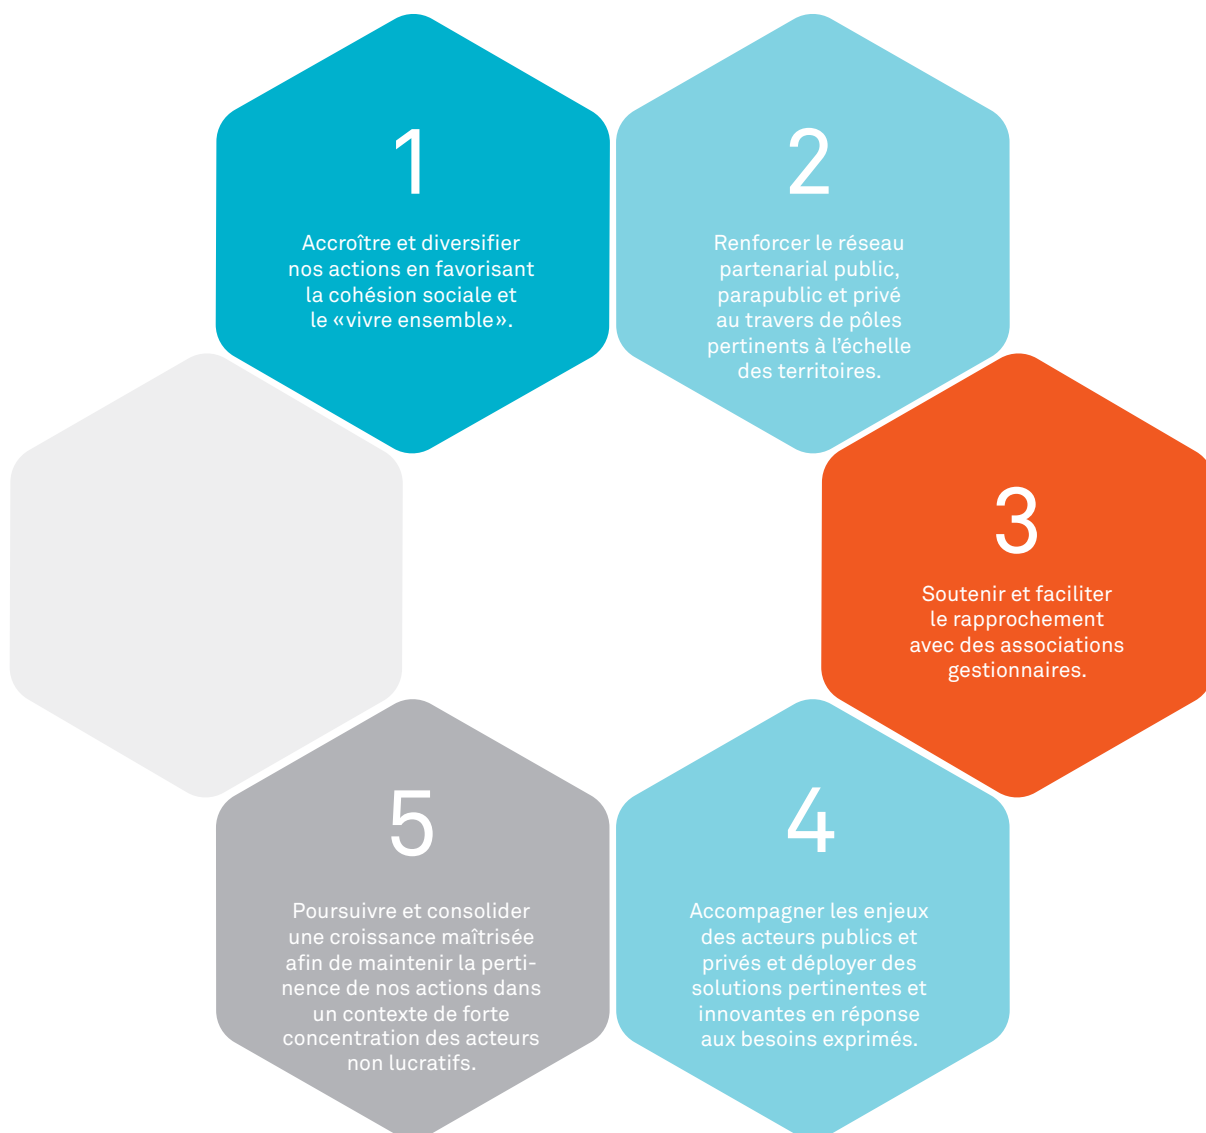 1
Accroître et diversifier
nos actions en favorisant
la cohésion sociale et
le «vivre ensemble».
2
Renforcer le réseau
partenarial public,
parapublic et privé
au travers de pôles
pertinents à l'échelle
des territoires.
3
Soutenir et faciliter
le rapprochement
avec des associations
gestionnaires.
4
Accompagner les enjeux
des acteurs publics et
privés et déployer des
solutions pertinentes et
innovantes en réponse
aux besoins exprimés.
5
Poursuivre et consolider
une croissance maîtrisée
afin de maintenir la perti-
nence de nos actions dans
un contexte de forte
concentration des acteurs
non lucratifs.